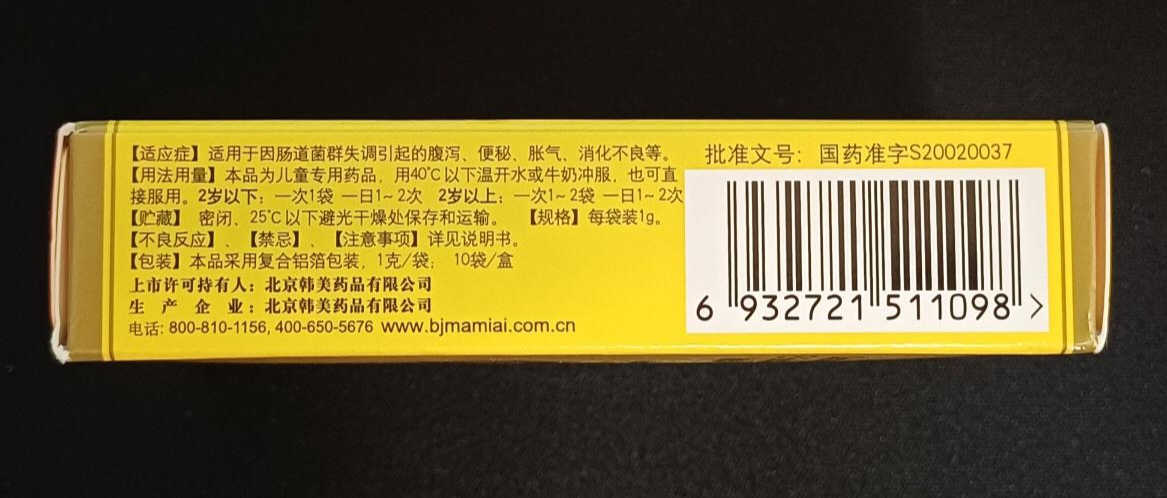 【适应症】适用于因肠道菌群失调引起的腹泻、便秘、胀气、消化不良等。
【用法用量】本品为儿童专用药品，用40℃以下温开水或牛奶冲服，也可直
接服用。2岁以下：一次1袋 一日1~2次 2岁以上：一次1~2袋 一日1~2次
【贮藏】 密闭、25℃以下避光干燥处保存和运输。 【规格】每袋装1g。
【不良反应】、【禁忌】、【注意事项】详见说明书。
【包装】本品采用复合铝箔包装，1克/袋； 10袋/盒
上市许可持有人：北京韩美药品有限公司
生产企业：北京韩美药品有限公司
电话: 800-810-1156, 400-650-5676 www.bjmamiai.com.cn
批准文号：国药准字S20020037
6 932721 511098 >